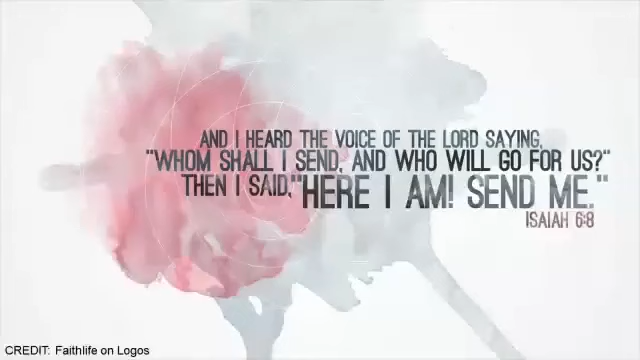 AND I HEARD THE VOICE OF THE LORD SAYING,
"WHOM SHALL I SEND, AND WHO WILL GO FOR US?"
THEN I SAID,"HERE I AM! SEND ME."
ISAIAH 6:8
CREDIT: Faithlife on Logos